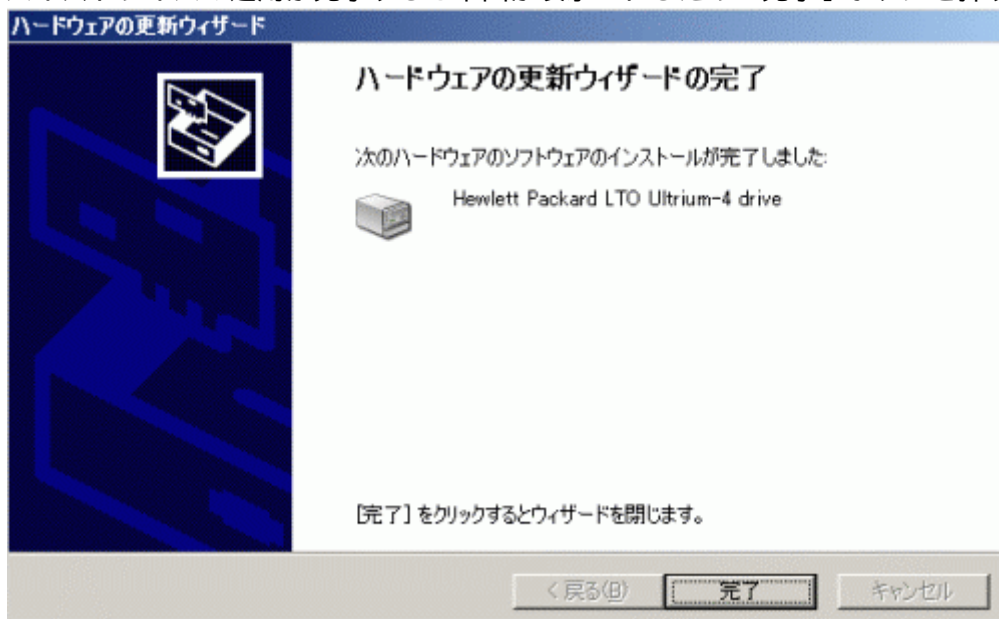 ハードウェアの更新ウィザード
ハードウェアの更新ウィザードの完了
次のハードウェアのソフトウェアのインストールが完了しました:
Hewlett Packard LTO Ultrium-4 drive
[完了] をクリックするとウィザードを閉じます。
< 戻る(B)
完了
キャンセル